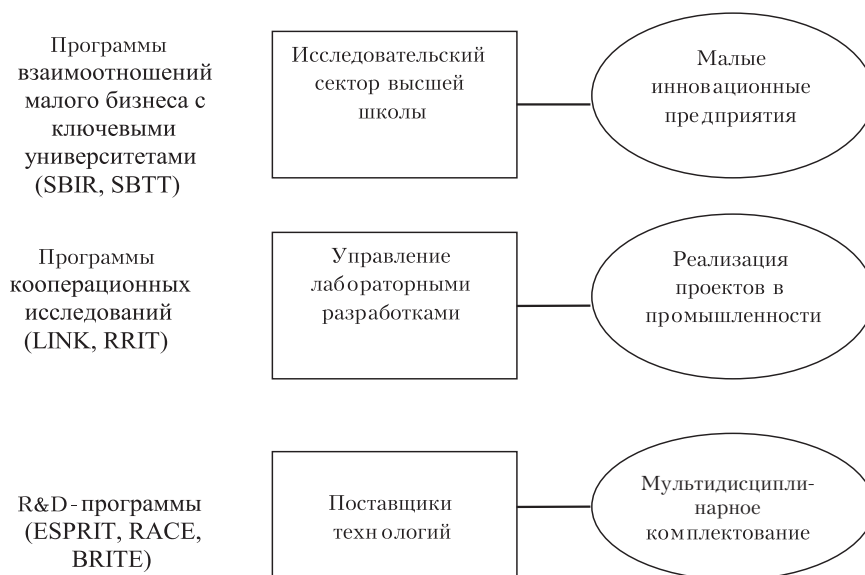 Программы
взаимоотношений
малого бизнеса с
ключевыми
университетами
(SBIR, SBTT)
Исследовательский
сектор высшей
школы
Малые
инновационные
предприятия
Программы
кооперационных
исследований
(LINK, RRIT)
Управление
лабораторными
разработками
Реализация
проектов в
промышленности
R&D-программы
(ESPRIT, RACE,
BRITE)
Поставщики
технологий
Мультидисципли-
нарное
комплектование